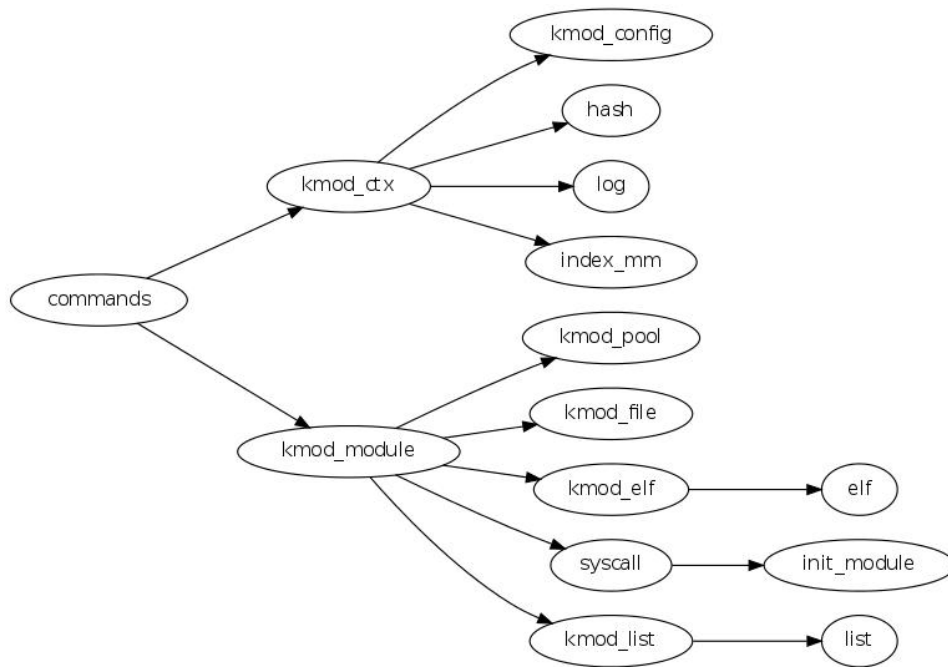 kmod_config
hash
kmod_ctx
log
index_mm
commands
kmod_pool
kmod_file
kmod_module
kmod_elf
elf
syscall
init_module
kmod_list
list